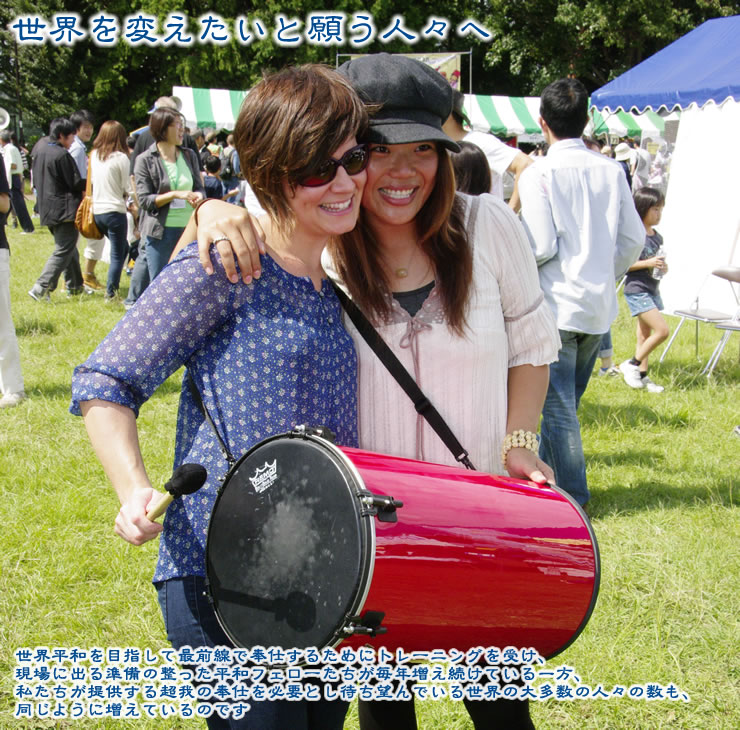 世界を変えたいと願う人々へ
REMO
世界平和を目指して最前線で奉仕するためにトレーニングを受け、
現場に出る準備の整った平和フェローたちが毎年増え続けている一方、
私たちが提供する超我の奉仕を必要とし待ち望んでいる世界の大多数の人々の数も、
同じように増えているのです